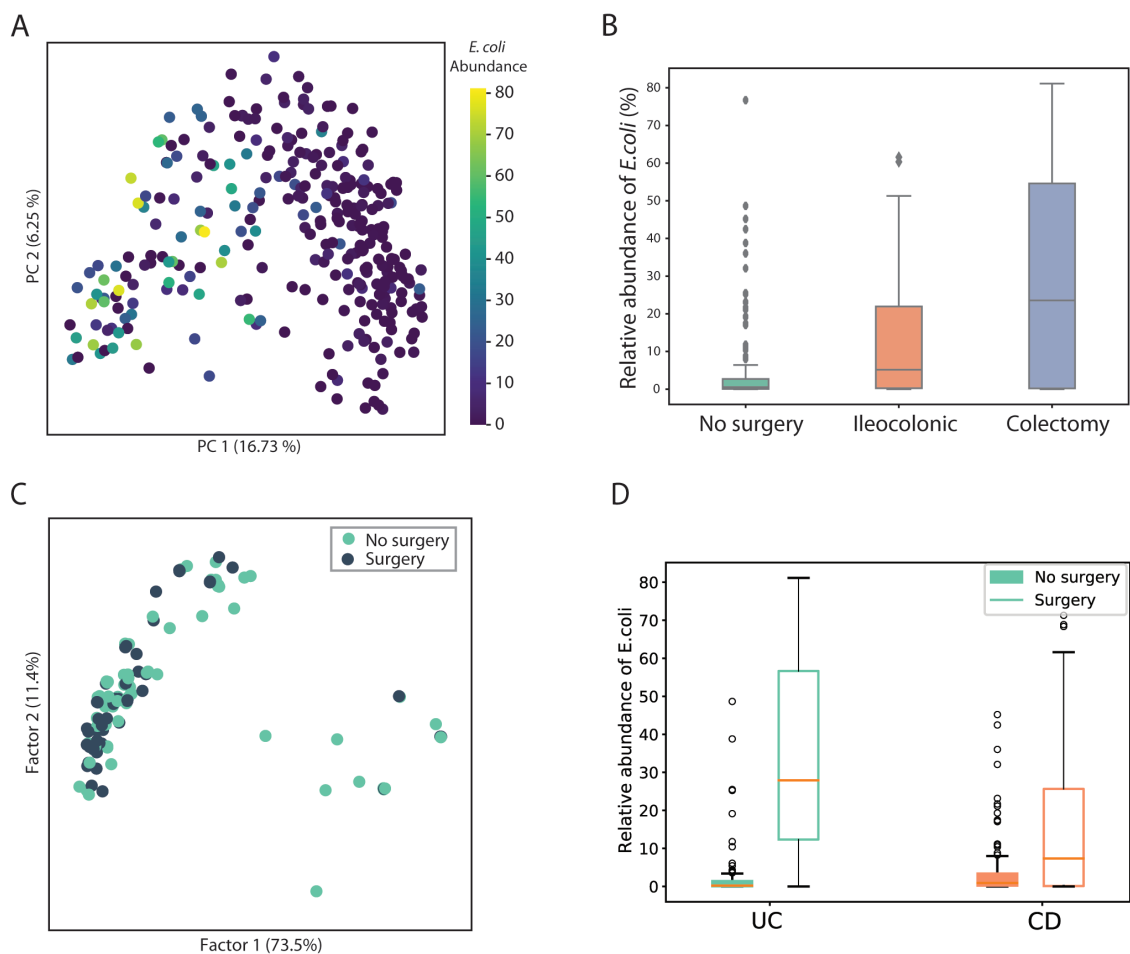 A
E. coli
Abundance
80
70
60
50
40
30
20
10
0
PC 2 (6.25 %)
PC 1 (16.73 %)
B
Relative abundance of E.coli (%)
80
70
60
50
40
30
20
10
0
No surgery
Ileocolonic
Colectomy
C
No surgery
Surgery
Factor 2 (11.4%)
Factor 1 (73.5%)
D
Relative abundance of E.coli
80
70
60
50
40
30
20
10
0
No surgery
Surgery
UC
CD